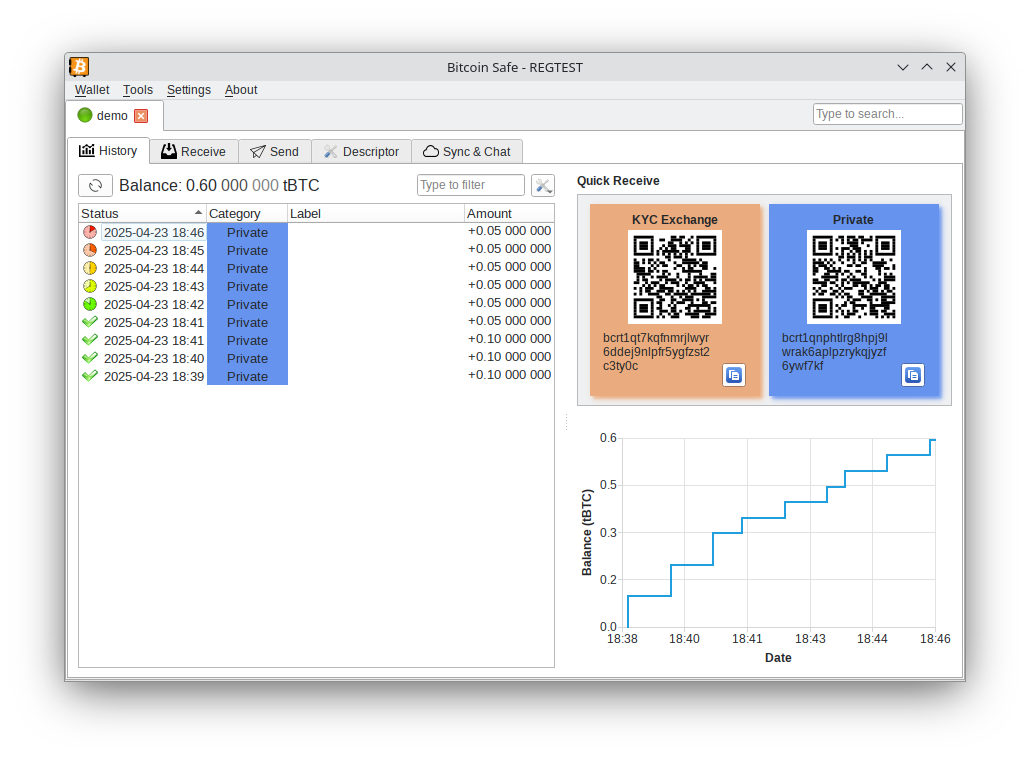 Bitcoin Safe - REGTEST
Wallet Tools Settings About
demo
Type to search...
History Receive Send Descriptor Sync & Chat
Balance: 0.60 000 000 tBTC
Type to filter
Status Category Label Amount
2025-04-23 18:46 Private +0.05 000 000
2025-04-23 18:45 Private +0.05 000 000
2025-04-23 18:44 Private +0.05 000 000
2025-04-23 18:43 Private +0.05 000 000
2025-04-23 18:42 Private +0.05 000 000
2025-04-23 18:41 Private +0.05 000 000
2025-04-23 18:41 Private +0.10 000 000
2025-04-23 18:40 Private +0.10 000 000
2025-04-23 18:39 Private +0.10 000 000
Quick Receive
KYC Exchange
bcrt1qt7kqfnmrjlwyr
6ddej9nlpfr5ygfzst2
c3ty0c
Private
bcrt1qnphtlrg8hpj9l
wrak6aplpzrykqjyzf
6ywf7kf
Balance (tBTC)
0.6
0.5
0.3
0.2
0.0
18:38 18:40 18:41 18:43 18:44 18:46
Date